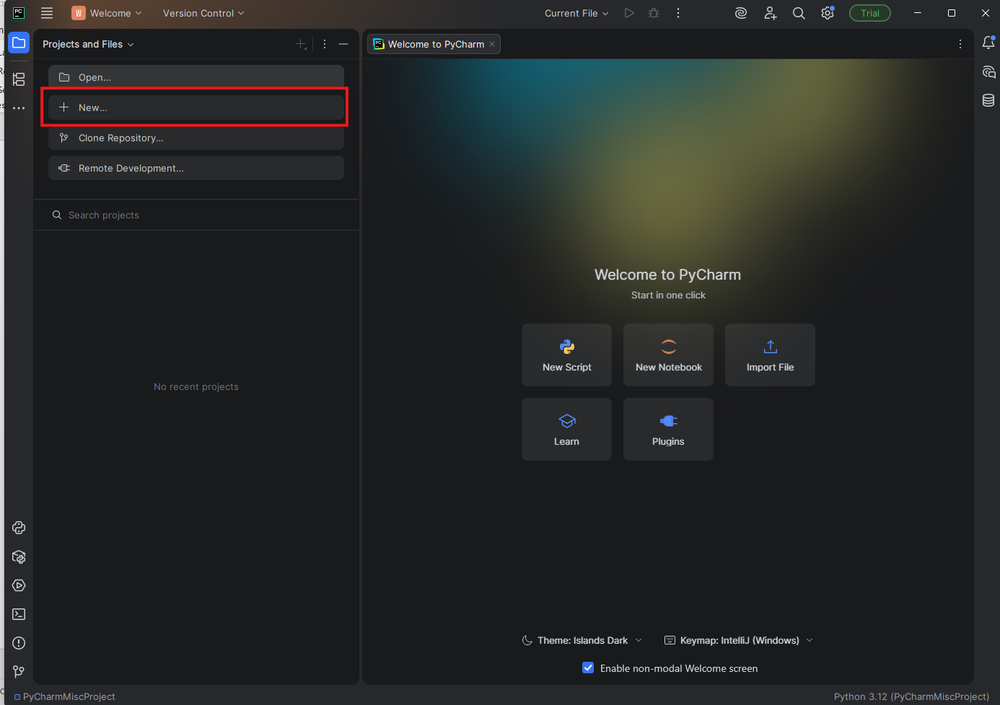 PC
W Welcome
Version Control
Current File
Trial
Projects and Files
PC Welcome to PyCharm
Open...
New...
Clone Repository...
Remote Development...
Search projects
No recent projects
Welcome to PyCharm
Start in one click
New Script
New Notebook
Import File
Learn
Plugins
Theme: Islands Dark
Keymap: IntelliJ (Windows)
Enable non-modal Welcome screen
PyCharmMiscProject
Python 3.12 (PyCharmMiscProject)